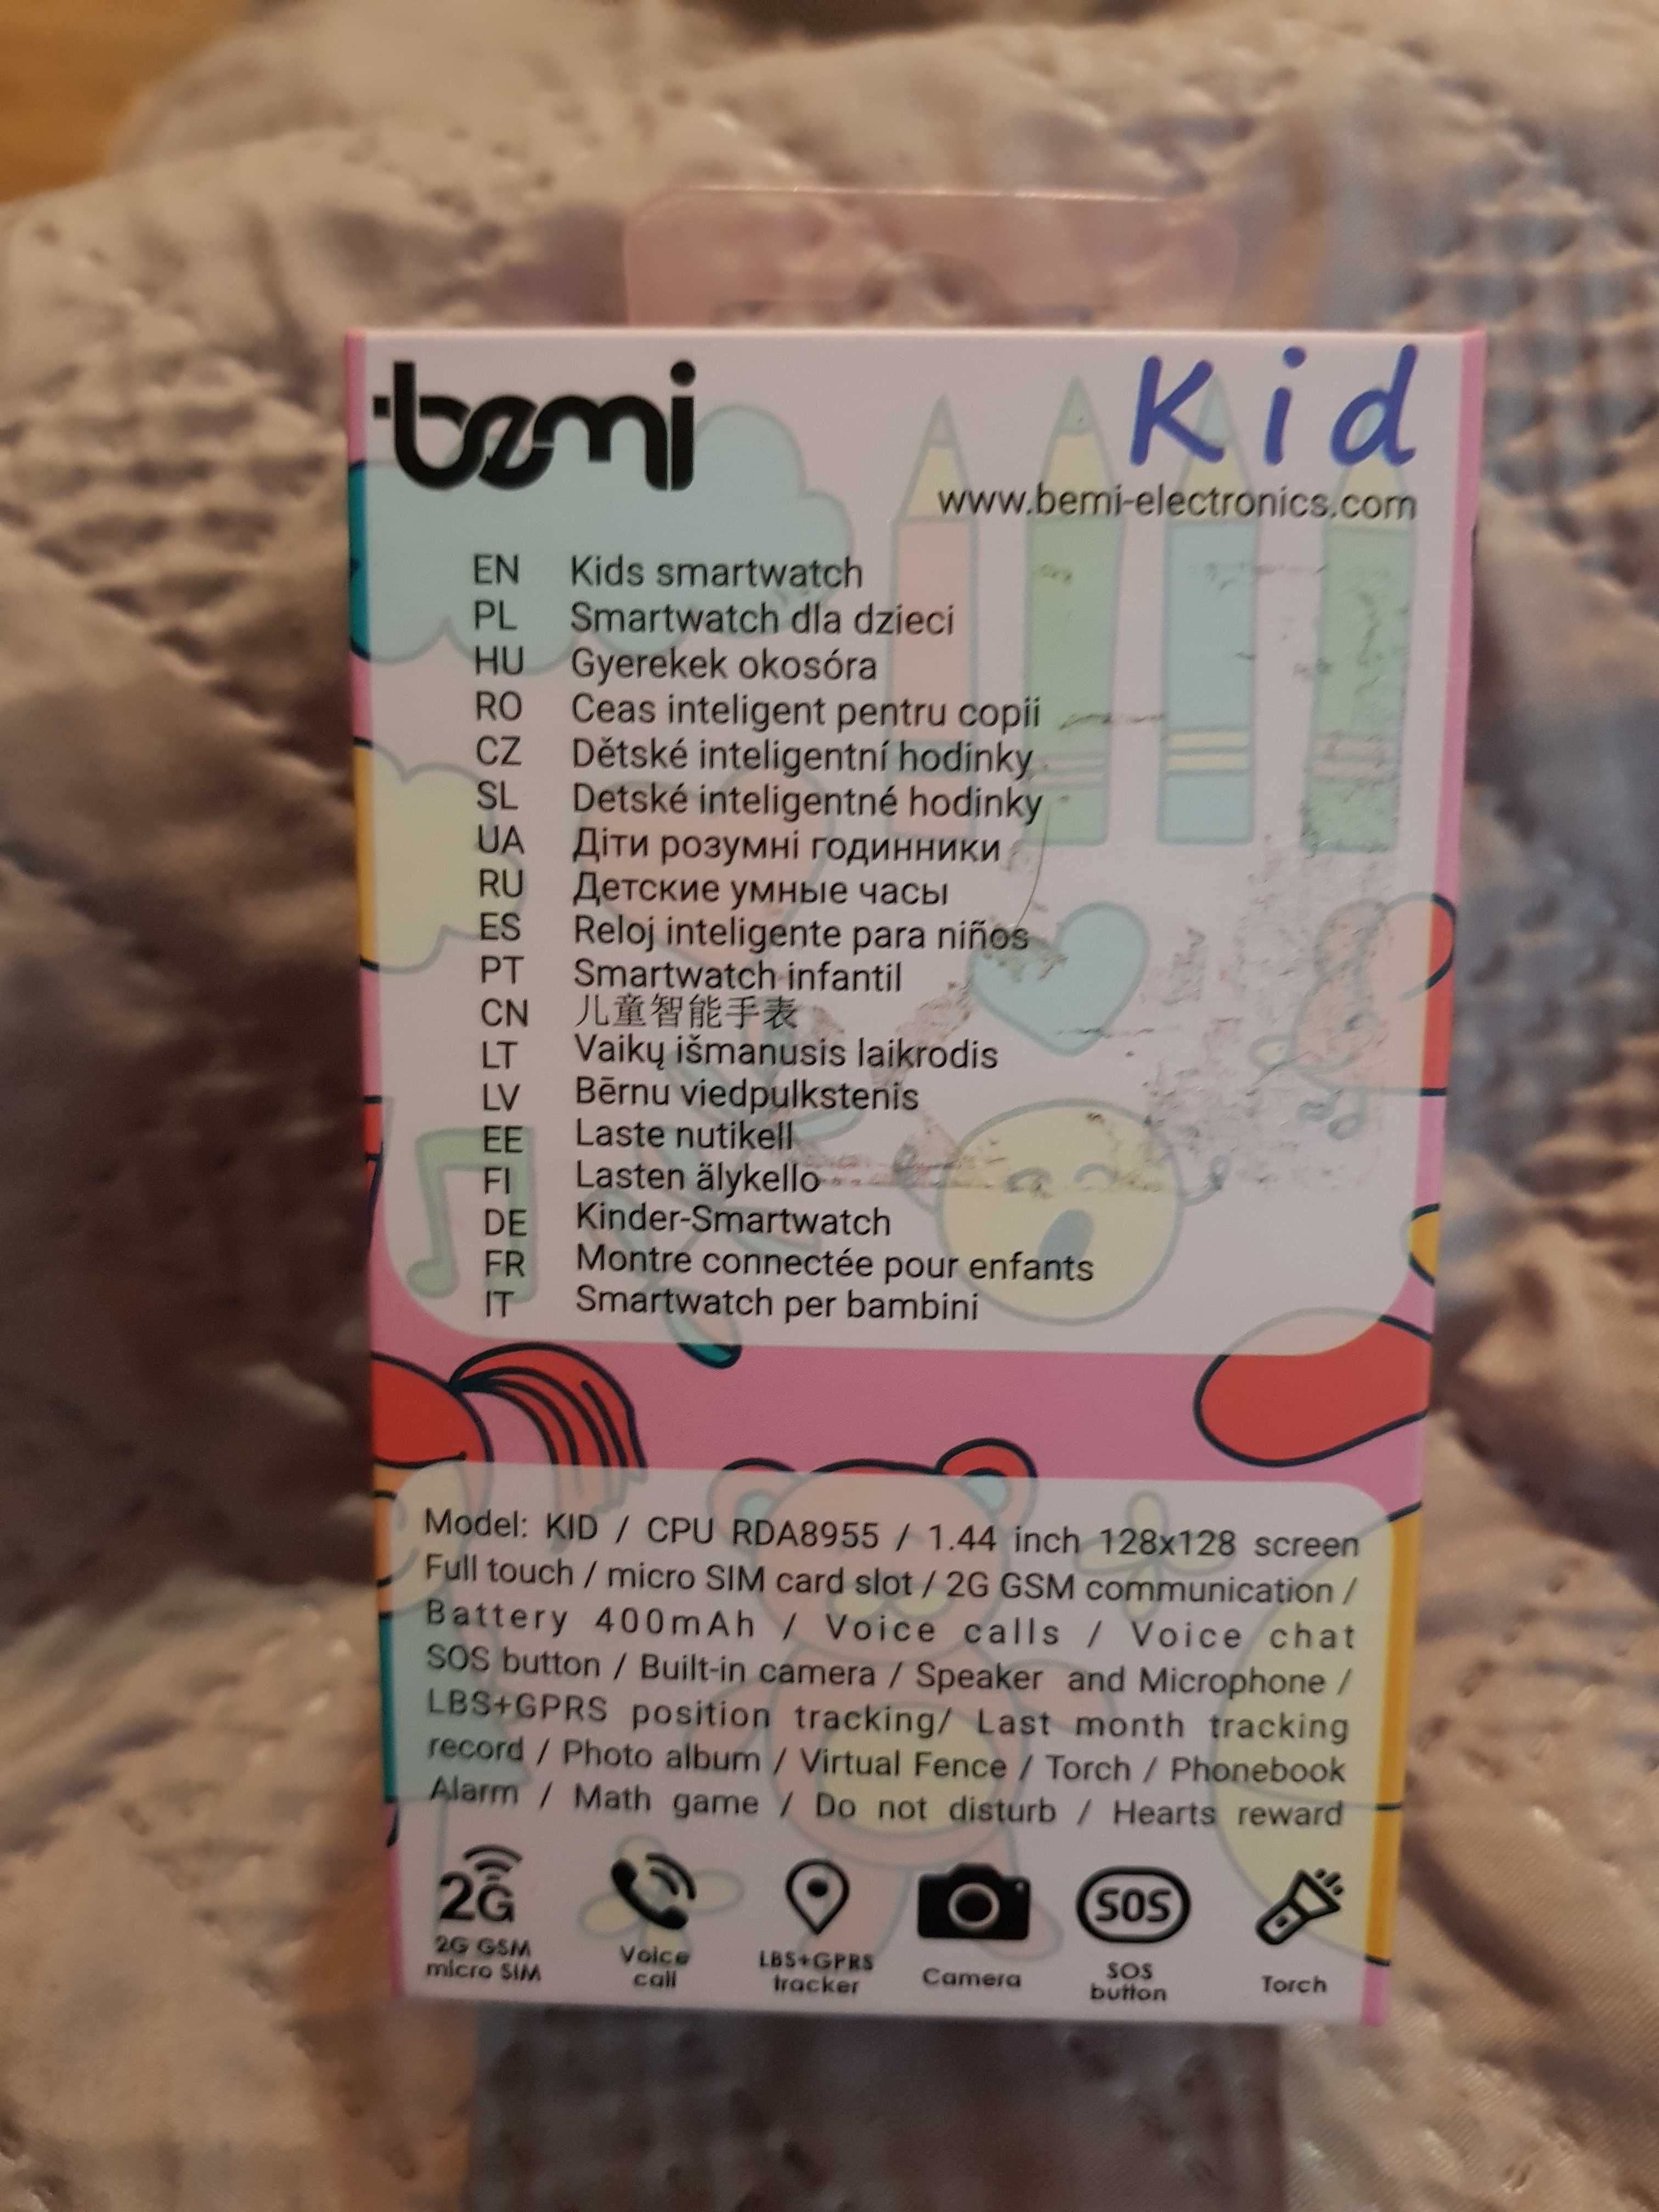 bemi
Kid
www.bemi-electronics.com
EN Kids smartwatch
PL Smartwatch dla dzieci
HU Gyerekek okosóra
RO Ceas inteligent pentru copii
CZ Dětské inteligentní hodinky
SL Detské inteligentné hodinky
UA Діти розумні годинники
RU Детские умные часы
ES Reloj inteligente para niños
PT Smartwatch infantil
CN 儿童智能手表
LT Vaikų išmanusis laikrodis
LV Bērnu viedpulkstenis
EE Laste nutikell
FI Lasten älykello
DE Kinder-Smartwatch
FR Montre connectée pour enfants
IT Smartwatch per bambini
Model: KID / CPU RDA8955 / 1.44 inch 128x128 screen
Full touch / micro SIM card slot / 2G GSM communication /
Battery 400mAh / Voice calls / Voice chat
SOS button / Built-in camera / Speaker and Microphone /
LBS+GPRS position tracking/ Last month tracking
record / Photo album / Virtual Fence / Torch / Phonebook
Alarm / Math game / Do not disturb / Hearts reward
2G
SOS
2G GSM
micro SIM
Voice
call
LBS+GPRS
tracker
Camera
SOS
button
Torch